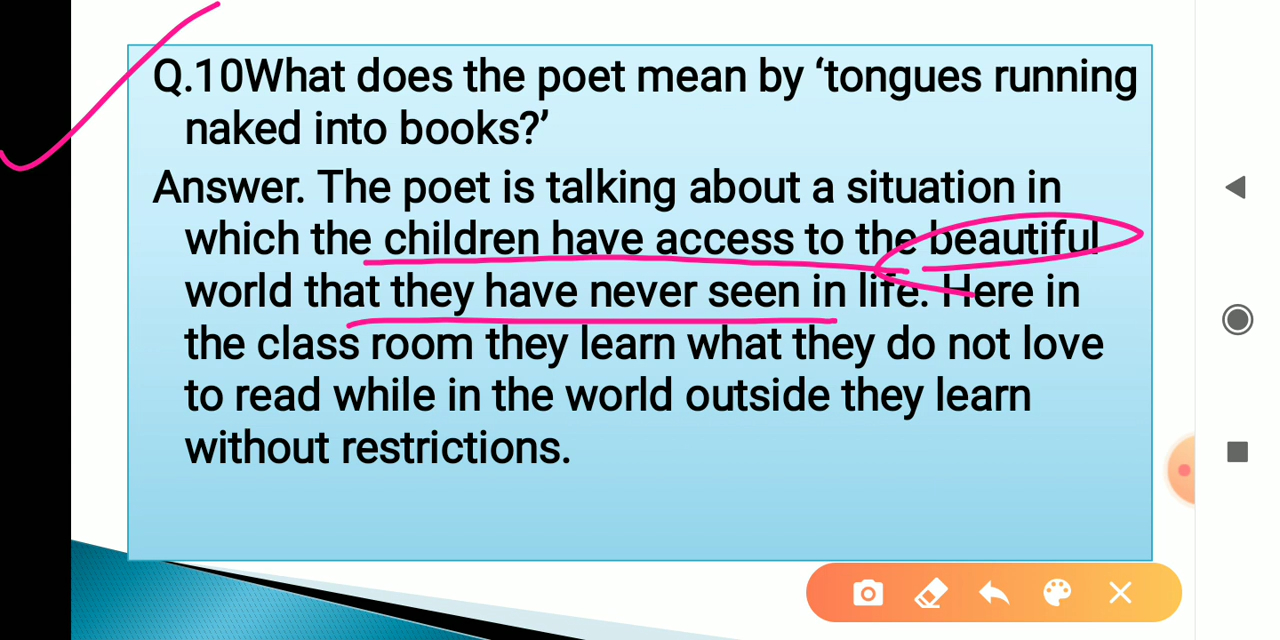 Q.10What does the poet mean by ‘tongues running
naked into books?’
Answer. The poet is talking about a situation in
which the children have access to the beautiful
world that they have never seen in life. Here in
the class room they learn what they do not love
to read while in the world outside they learn
without restrictions.